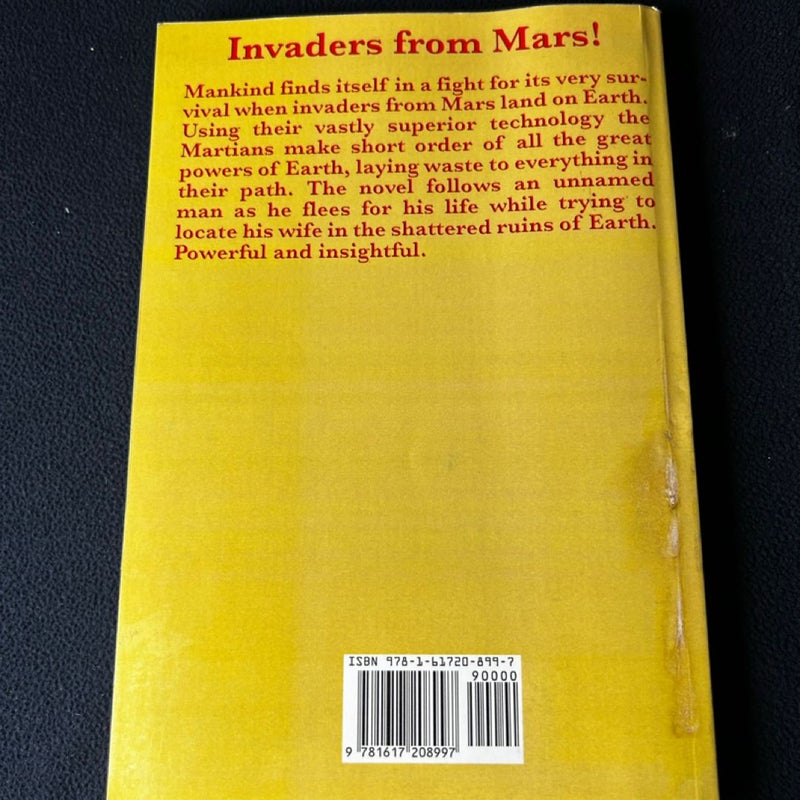 Invaders from Mars!
Mankind finds itself in a fight for its very sur-
vival when invaders from Mars land on Earth.
Using their vastly superior technology the
Martians make short order of all the great
powers of Earth, laying waste to everything in
their path. The novel follows an unnamed
man as he flees for his life while trying to
locate his wife in the shattered ruins of Earth.
Powerful and insightful.
ISBN 978-1-61720-899-7
90000
9 781617 208997